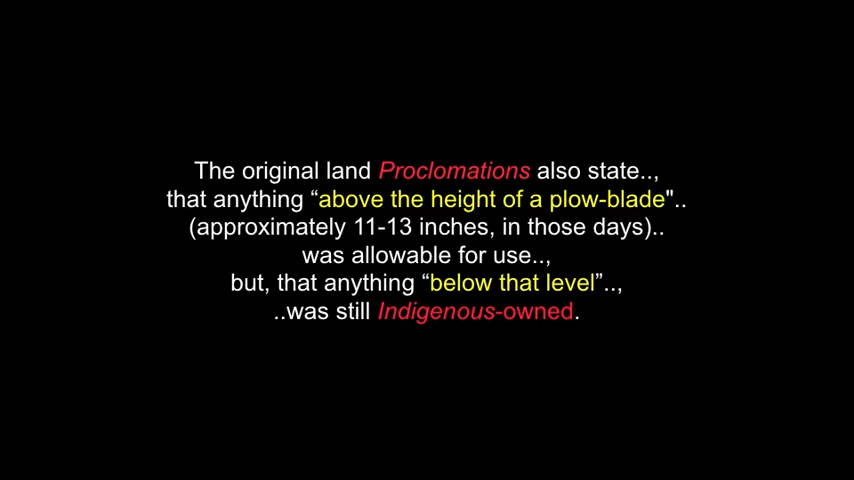 The original land Proclomations also state..,
that anything “above the height of a plow-blade"..
(approximately 11-13 inches, in those days)..
was allowable for use..,
but, that anything “below that level”..,
..was still Indigenous-owned.